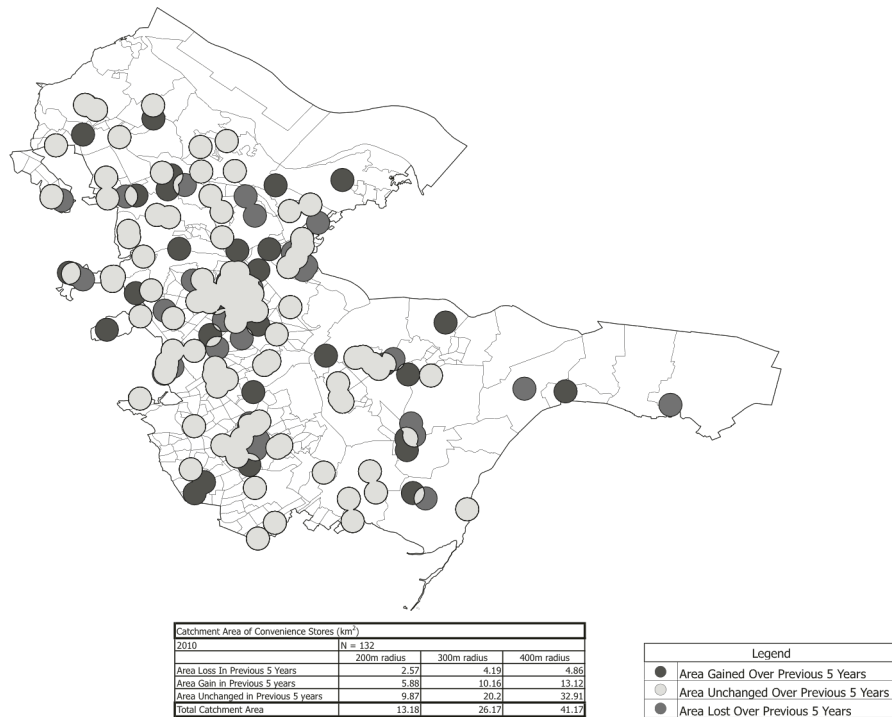 Catchment Area of Convenience Stores (km²)
2010 N = 132
200m radius 300m radius 400m radius
Area Loss In Previous 5 Years 2.57 4.19 4.86
Area Gain in Previous 5 years 5.88 10.16 13.12
Area Unchanged in Previous 5 years 9.87 20.2 32.91
Total Catchment Area 13.18 26.17 41.17
Legend
Area Gained Over Previous 5 Years
Area Unchanged Over Previous 5 Years
Area Lost Over Previous 5 Years